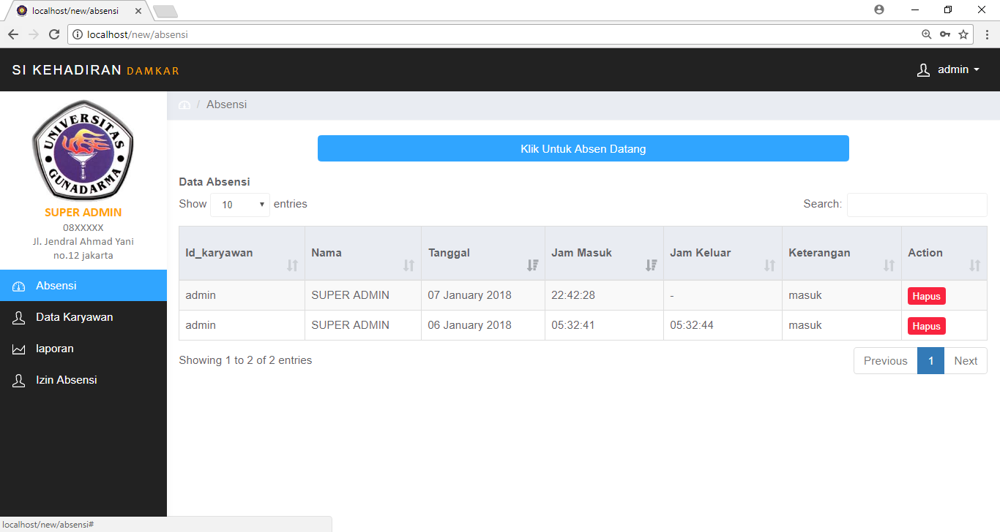 localhost/new/absensi
localhost/new/absensi
SI KEHADIRAN DAMKAR
admin
UNIVERSITAS
GUNADARMA
SUPER ADMIN
08XXXXX
Jl. Jendral Ahmad Yani
no.12 jakarta
Absensi
Data Karyawan
laporan
Izin Absensi
/ Absensi
Klik Untuk Absen Datang
Data Absensi
Show 10 entries
Search:
Id_karyawan Nama Tanggal Jam Masuk Jam Keluar Keterangan Action
admin SUPER ADMIN 07 January 2018 22:42:28 - masuk Hapus
admin SUPER ADMIN 06 January 2018 05:32:41 05:32:44 masuk Hapus
Showing 1 to 2 of 2 entries
Previous 1 Next
localhost/new/absensi#